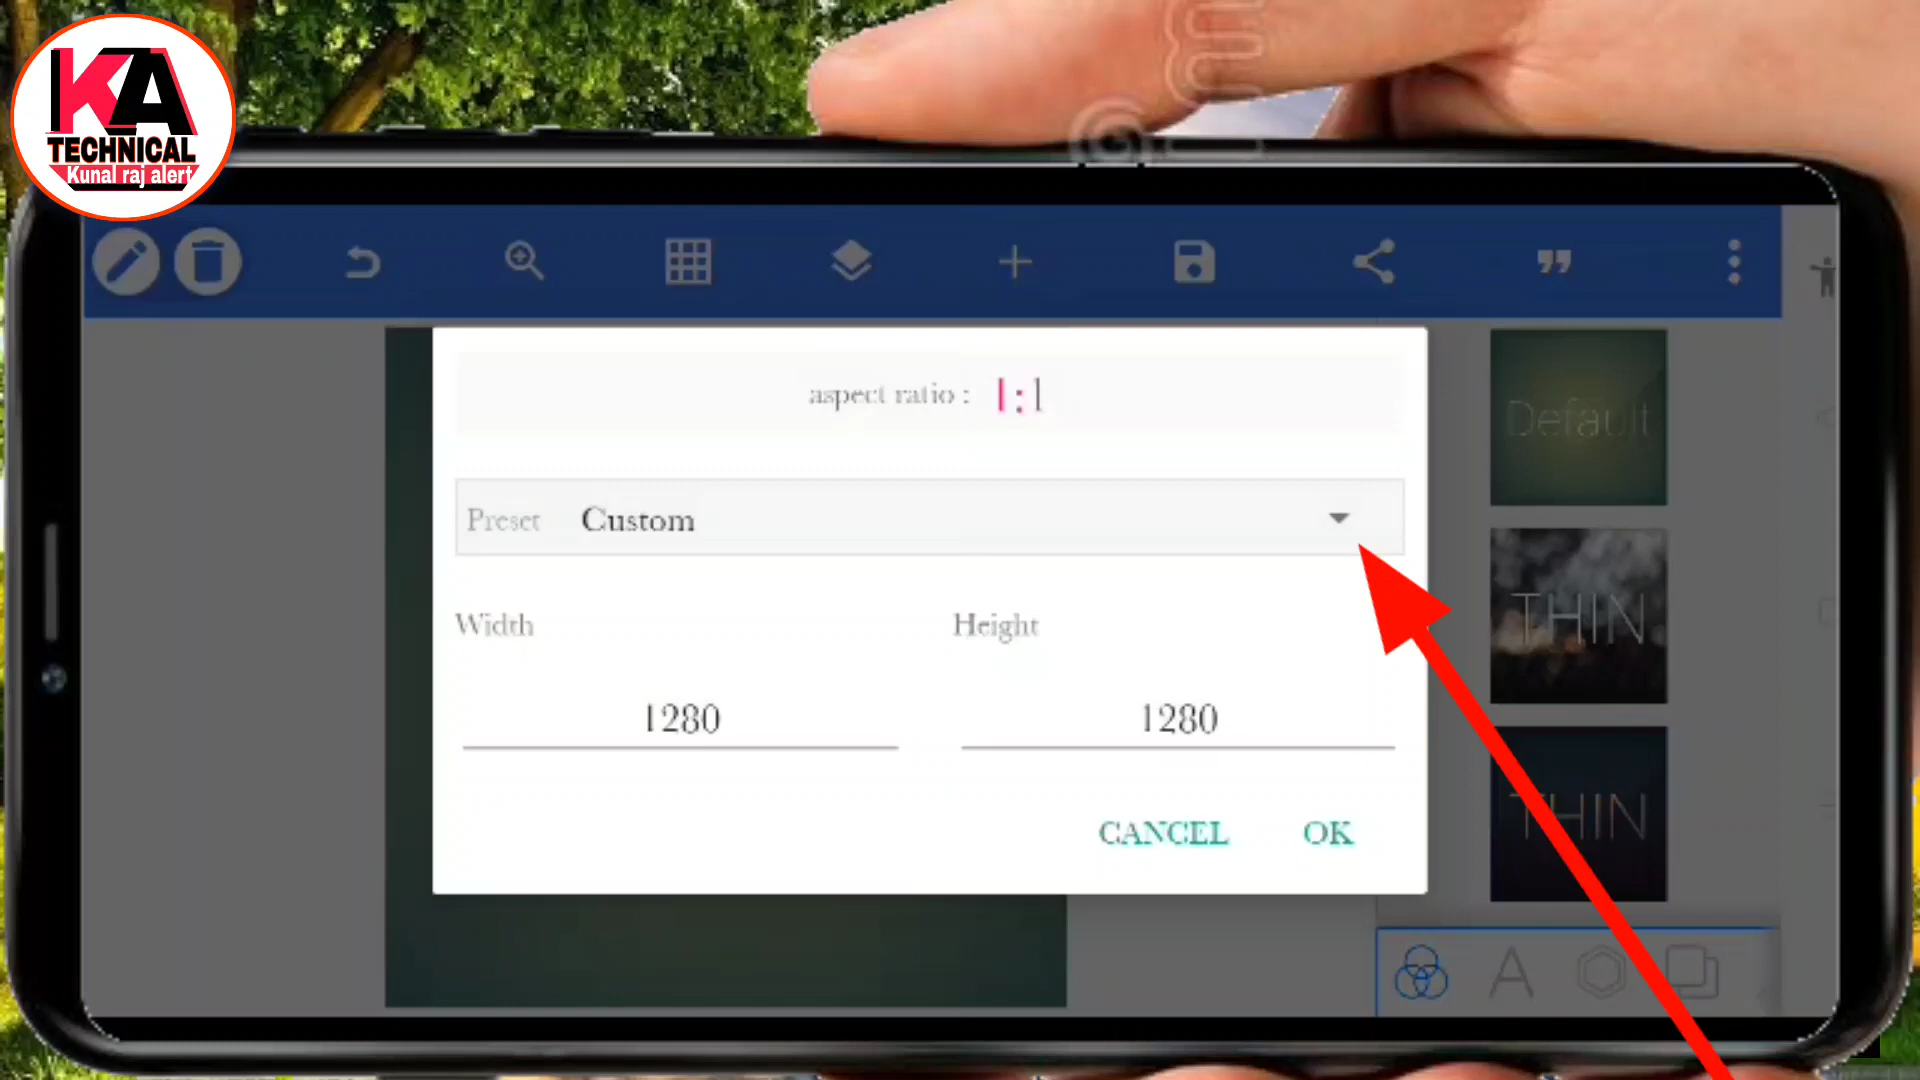 KA
TECHNICAL
Kunal raj alert
aspect ratio : 1:1
Default
Preset Custom
THIN
Width Height
1280 1280
THIN
CANCEL OK
A